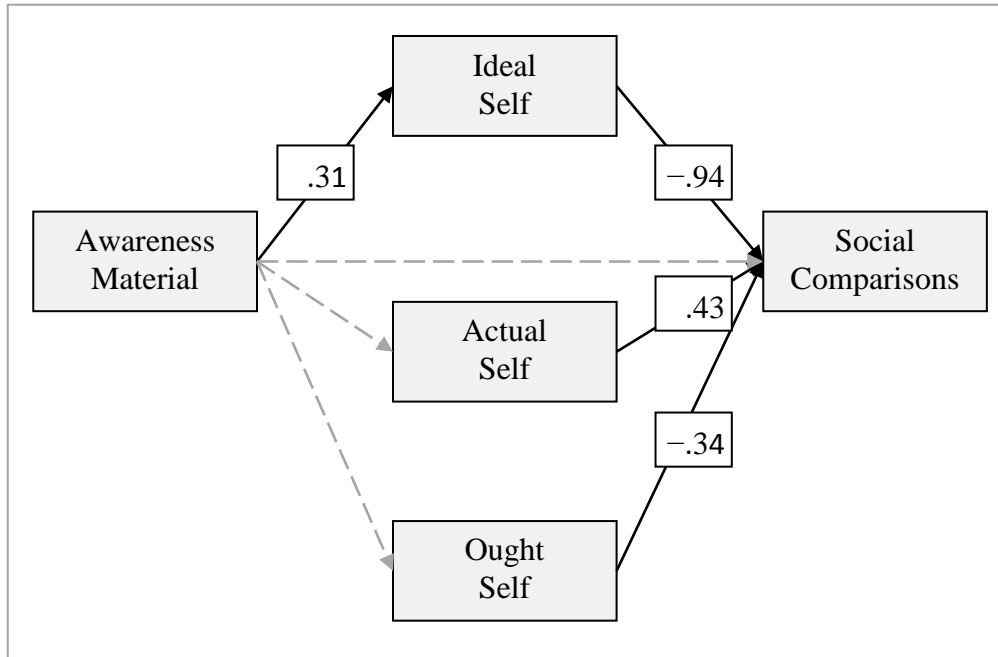 Ideal
Self
.31
−.94
Awareness
Material
Social
Comparisons
.43
Actual
Self
−.34
Ought
Self